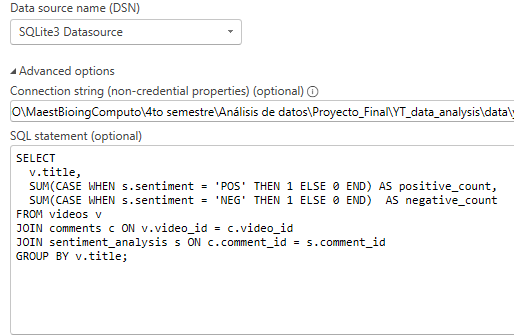 Data source name (DSN)
SQLite3 Datasource
Advanced options
Connection string (non-credential properties) (optional)
O\MaestBioingComputo\4to semestre\Análisis de datos\Proyecto_Final\YT_data_analysis\data\
SQL statement (optional)
SELECT
  v.title,
  SUM(CASE WHEN s.sentiment = 'POS' THEN 1 ELSE 0 END) AS positive_count,
  SUM(CASE WHEN s.sentiment = 'NEG' THEN 1 ELSE 0 END)  AS negative_count
FROM videos v
JOIN comments c ON v.video_id = c.video_id
JOIN sentiment_analysis s ON c.comment_id = s.comment_id
GROUP BY v.title;